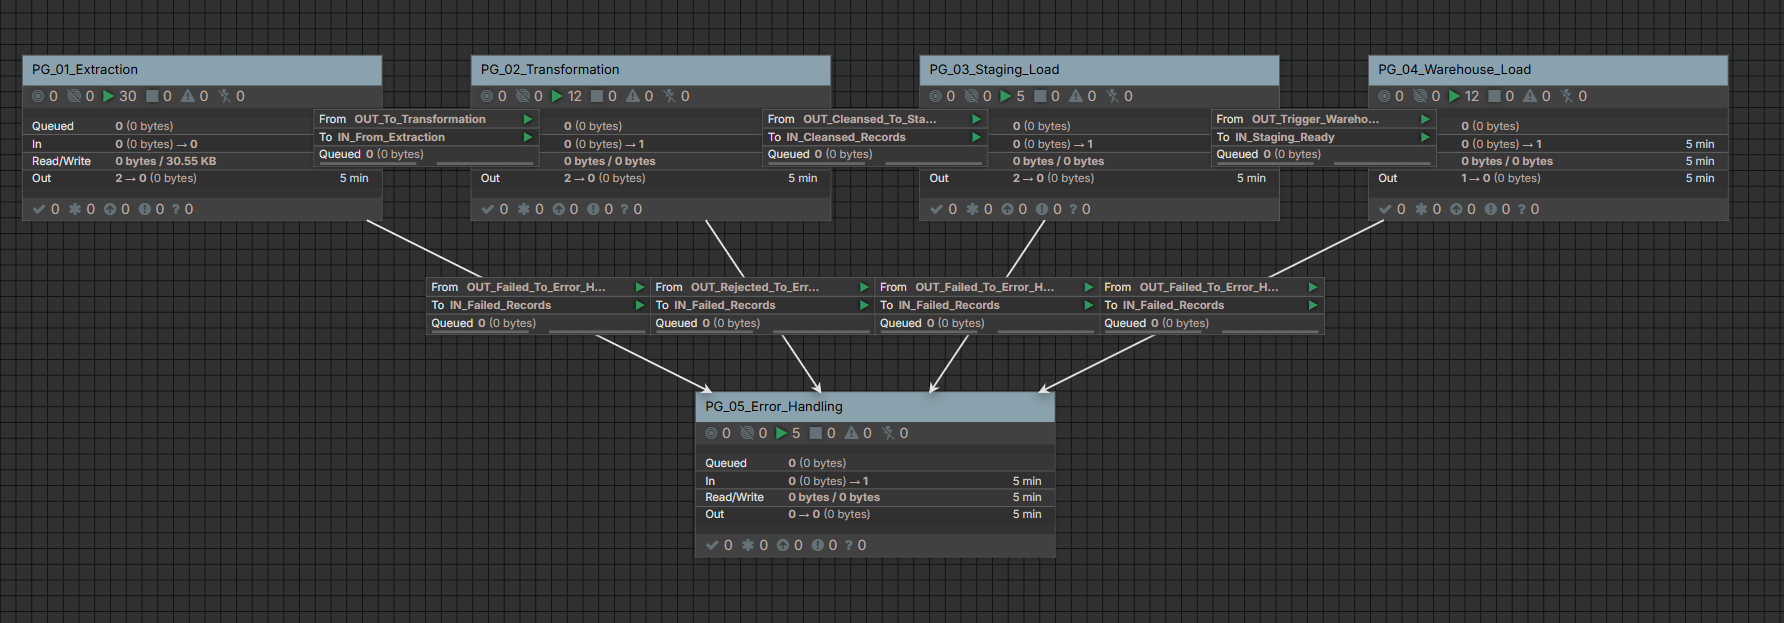 PG_01_Extraction
0 0 30 0 0 0
Queued 0 (0 bytes)
In 0 (0 bytes) → 0
Read/Write 0 bytes / 30.55 KB
Out 2 → 0 (0 bytes) 5 min
0 0 0 0 ? 0
From OUT_To_Transformation
To IN_From_Extraction
Queued 0 (0 bytes)
PG_02_Transformation
0 0 12 0 0 0
0 (0 bytes)
0 (0 bytes) → 1
0 bytes / 0 bytes
Out 2 → 0 (0 bytes) 5 min
0 0 0 0 ? 0
From OUT_Cleansed_To_Sta...
To IN_Cleansed_Records
Queued 0 (0 bytes)
PG_03_Staging_Load
0 0 5 0 0 0
0 (0 bytes)
0 (0 bytes) → 1
0 bytes / 0 bytes
Out 2 → 0 (0 bytes) 5 min
0 0 0 0 ? 0
From OUT_Trigger_Wareho...
To IN_Staging_Ready
Queued 0 (0 bytes)
PG_04_Warehouse_Load
0 0 12 0 0 0
0 (0 bytes)
0 (0 bytes) → 1 5 min
0 bytes / 0 bytes 5 min
Out 1 → 0 (0 bytes) 5 min
0 0 0 0 ? 0
From OUT_Failed_To_Error_H...
To IN_Failed_Records
Queued 0 (0 bytes)
From OUT_Rejected_To_Err...
To IN_Failed_Records
Queued 0 (0 bytes)
From OUT_Failed_To_Error_H...
To IN_Failed_Records
Queued 0 (0 bytes)
From OUT_Failed_To_Error_H...
To IN_Failed_Records
Queued 0 (0 bytes)
PG_05_Error_Handling
0 0 5 0 0 0
Queued 0 (0 bytes)
In 0 (0 bytes) → 1 5 min
Read/Write 0 bytes / 0 bytes 5 min
Out 0 → 0 (0 bytes) 5 min
0 0 0 0 ? 0